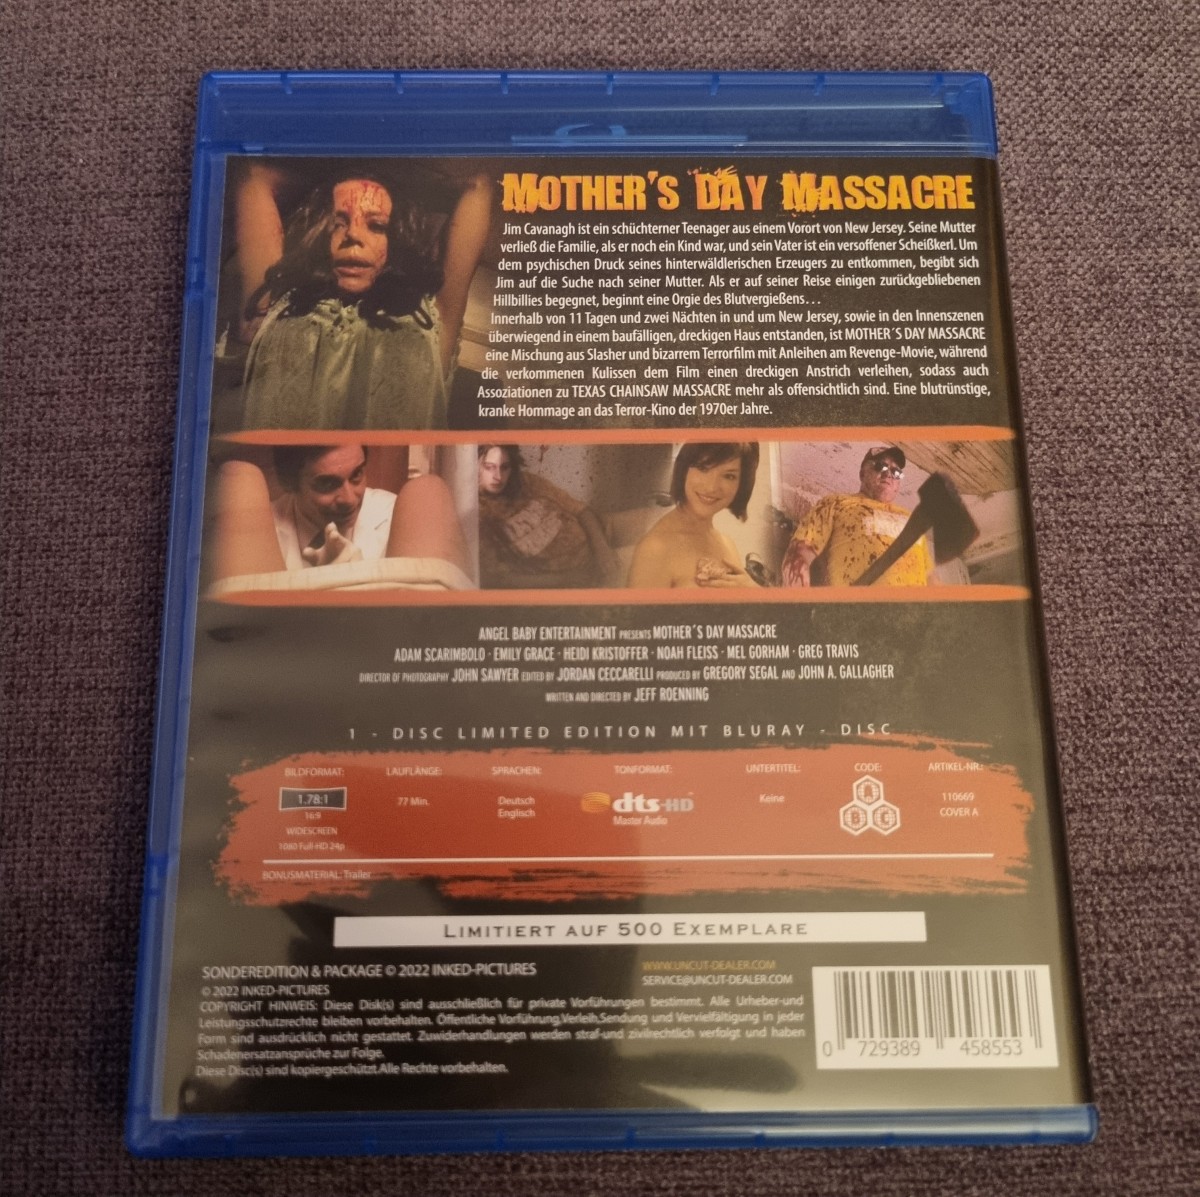 MOTHER'S DAY MASSACRE
Jim Cavanagh ist ein schüchterner Teenager aus einem Vorort von New Jersey. Seine Mutter
verließ die Familie, als er noch ein Kind war, und sein Vater ist ein versoffener Scheißkerl. Um
dem psychischen Druck seines hinterwäldlerischen Erzeugers zu entkommen, begibt sich
Jim auf die Suche nach seiner Mutter. Als er auf seiner Reise einigen zurückgebliebenen
Hillbillies begegnet, beginnt eine Orgie des Blutvergießens...
Innerhalb von 11 Tagen und zwei Nächten in und um New Jersey, sowie in den Innenszenen
überwiegend in einem baufälligen, dreckigen Haus entstanden, ist MOTHER´S DAY MASSACRE
eine Mischung aus Slasher und bizarrem Terrorfilm mit Anleihen am Revenge-Movie, während
die verkommenen Kulissen dem Film einen dreckigen Anstrich verleihen, sodass auch
Assoziationen zu TEXAS CHAINSAW MASSACRE mehr als offensichtlich sind. Eine blutrünstige,
kranke Hommage an das Terror-Kino der 1970er Jahre.
ANGEL BABY ENTERTAINMENT PRESENTS MOTHER´S DAY MASSACRE
ADAM SCARIMBOLO · EMILY GRACE · HEIDI KRISTOFFER · NOAH FLEISS · MEL GORHAM · GREG TRAVIS
DIRECTOR OF PHOTOGRAPHY JOHN SAWYER EDITED BY JORDAN CECCARELLI PRODUCED BY GREGORY SEGAL AND JOHN A. GALLAGHER
WRITTEN AND DIRECTED BY JEFF ROENNING
1 - DISC LIMITED EDITION MIT BLURAY - DISC
BILDFORMAT: LAUFLÄNGE: SPRACHEN: TONFORMAT: UNTERTITEL: CODE: ARTIKEL-NR.:
1.78:1 77 Min. Deutsch dts-HD Keine A 110669
16:9 Englisch Master Audio B C COVER A
WIDESCREEN
1080 Full-HD 24p
BONUSMATERIAL: Trailer
LIMITIERT AUF 500 EXEMPLARE
SONDEREDITION & PACKAGE © 2022 INKED-PICTURES
WWW.UNCUT-DEALER.COM
SERVICE@UNCUT-DEALER.COM
© 2022 INKED-PICTURES
COPYRIGHT HINWEIS: Diese Disk(s) sind ausschließlich für private Vorführungen bestimmt. Alle Urheber-und
Leistungsschutzrechte bleiben vorbehalten. Öffentliche Vorführung,Verleih,Sendung und Vervielfältigung in jeder
Form sind ausdrücklich nicht gestattet. Zuwiderhandlungen werden straf-und zivilrechtlich verfolgt und haben
Schadenersatzansprüche zur Folge.
Diese Disc(s) sind kopiergeschützt.Alle Rechte vorbehalten.
0 729389 458553